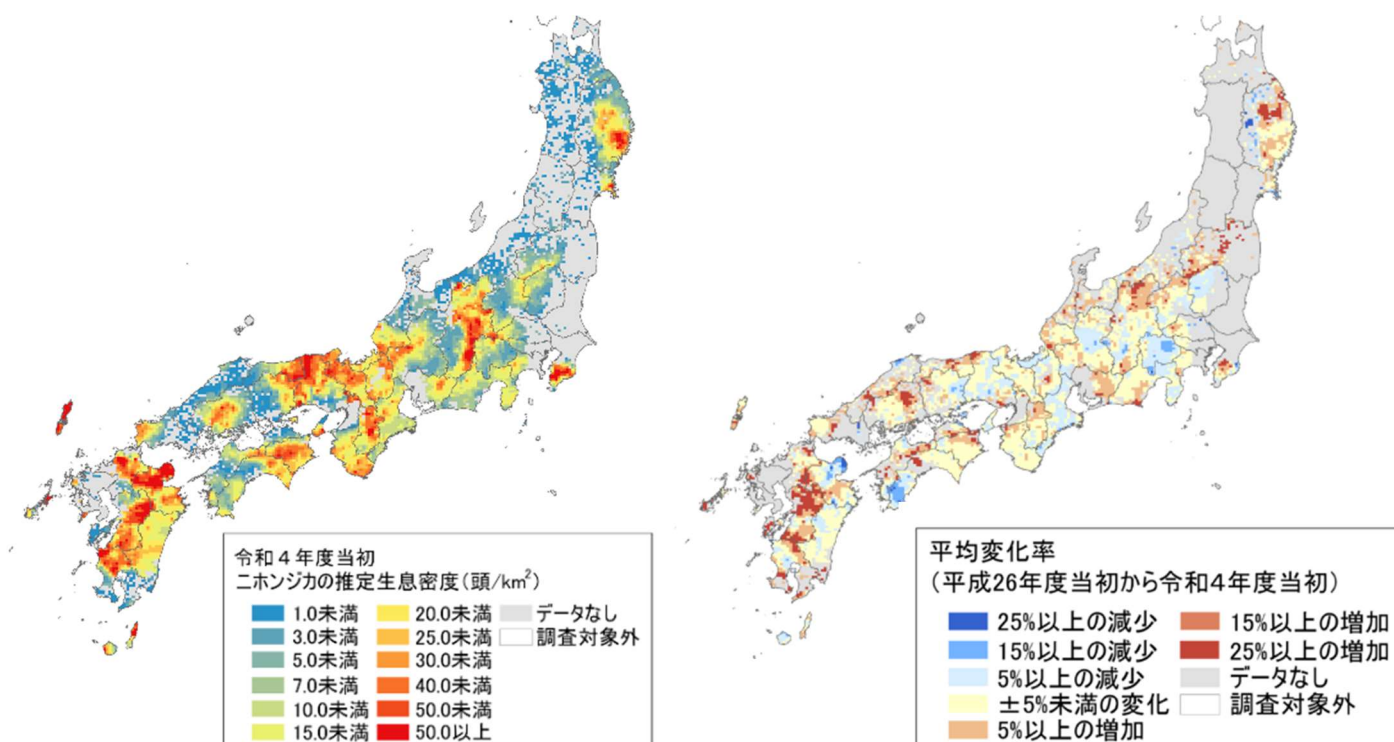 令和４年度当初
ニホンジカの推定生息密度（頭/km²）
1.0未満
3.0未満
5.0未満
7.0未満
10.0未満
15.0未満
20.0未満
25.0未満
30.0未満
40.0未満
50.0未満
50.0以上
データなし
調査対象外
平均変化率
（平成26年度当初から令和４年度当初）
25%以上の減少
15%以上の減少
5%以上の減少
±5%未満の変化
5%以上の増加
15%以上の増加
25%以上の増加
データなし
調査対象外